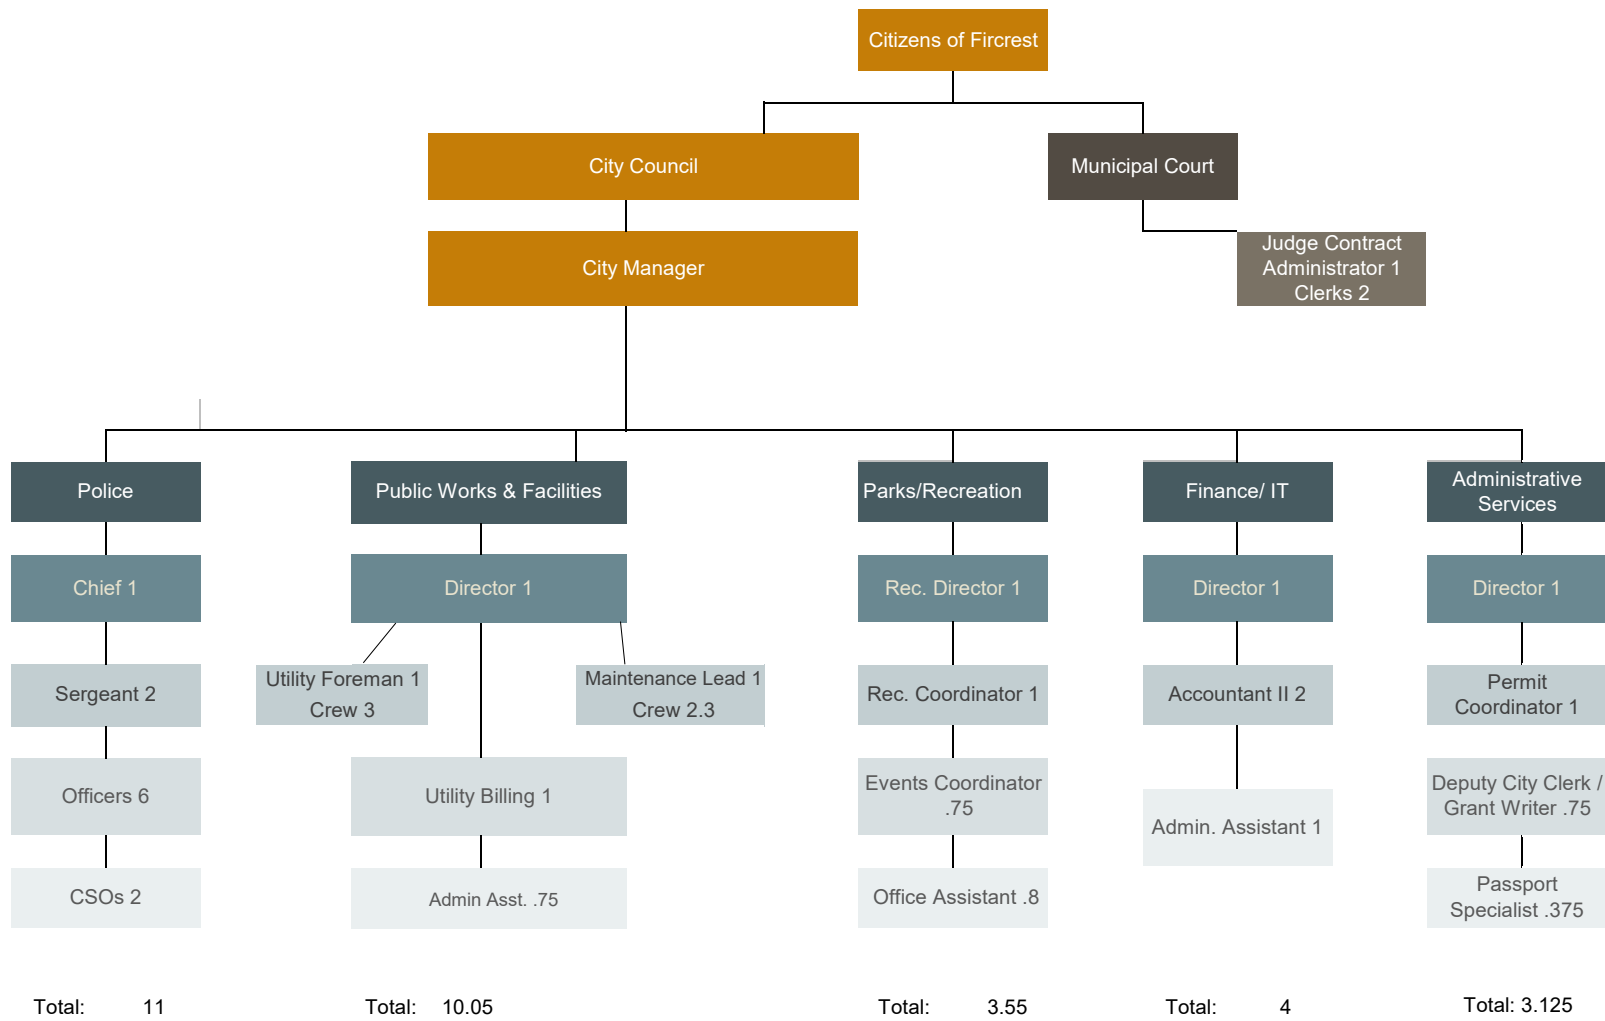 Citizens of Fircrest
City Council
Municipal Court
City Manager
Judge Contract
Administrator 1
Clerks 2
Police
Public Works & Facilities
Parks/Recreation
Finance/ IT
Administrative
Services
Chief 1
Director 1
Rec. Director 1
Director 1
Director 1
Sergeant 2
Utility Foreman 1
Crew 3
Maintenance Lead 1
Crew 2.3
Rec. Coordinator 1
Accountant II 2
Permit
Coordinator 1
Officers 6
Utility Billing 1
Events Coordinator
.75
Admin. Assistant 1
Deputy City Clerk /
Grant Writer .75
CSOs 2
Admin Asst. .75
Office Assistant .8
Passport
Specialist .375
Total: 11
Total: 10.05
Total: 3.55
Total: 4
Total: 3.125